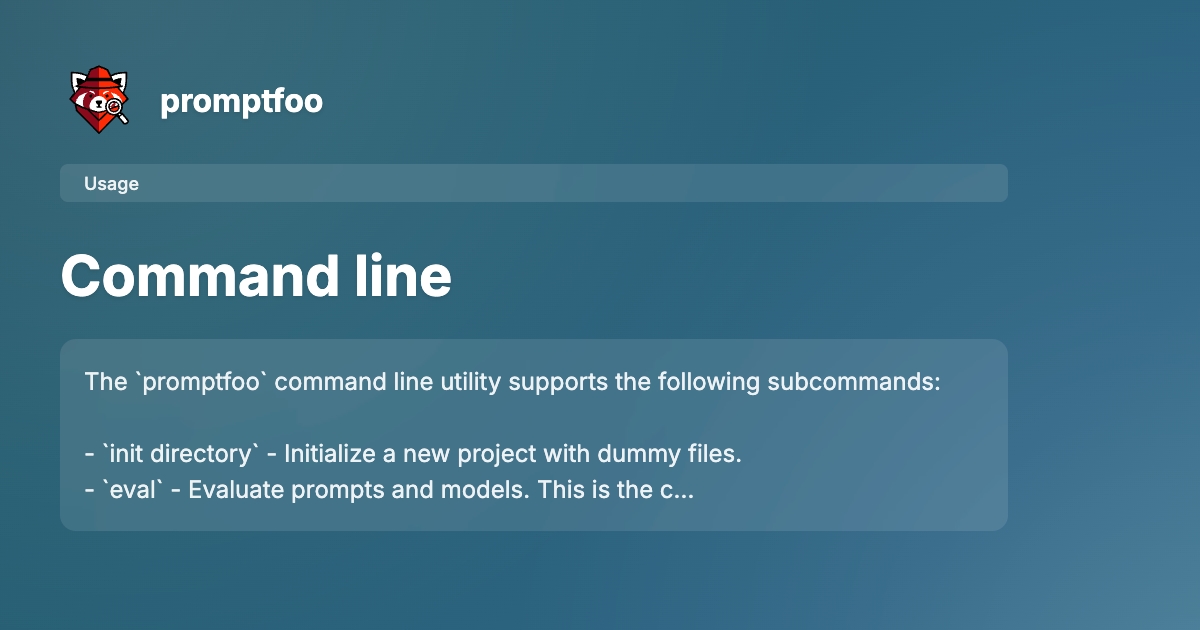 promptfoo
Usage
Command line
The `promptfoo` command line utility supports the following subcommands:
- `init directory` - Initialize a new project with dummy files.
- `eval` - Evaluate prompts and models. This is the c...